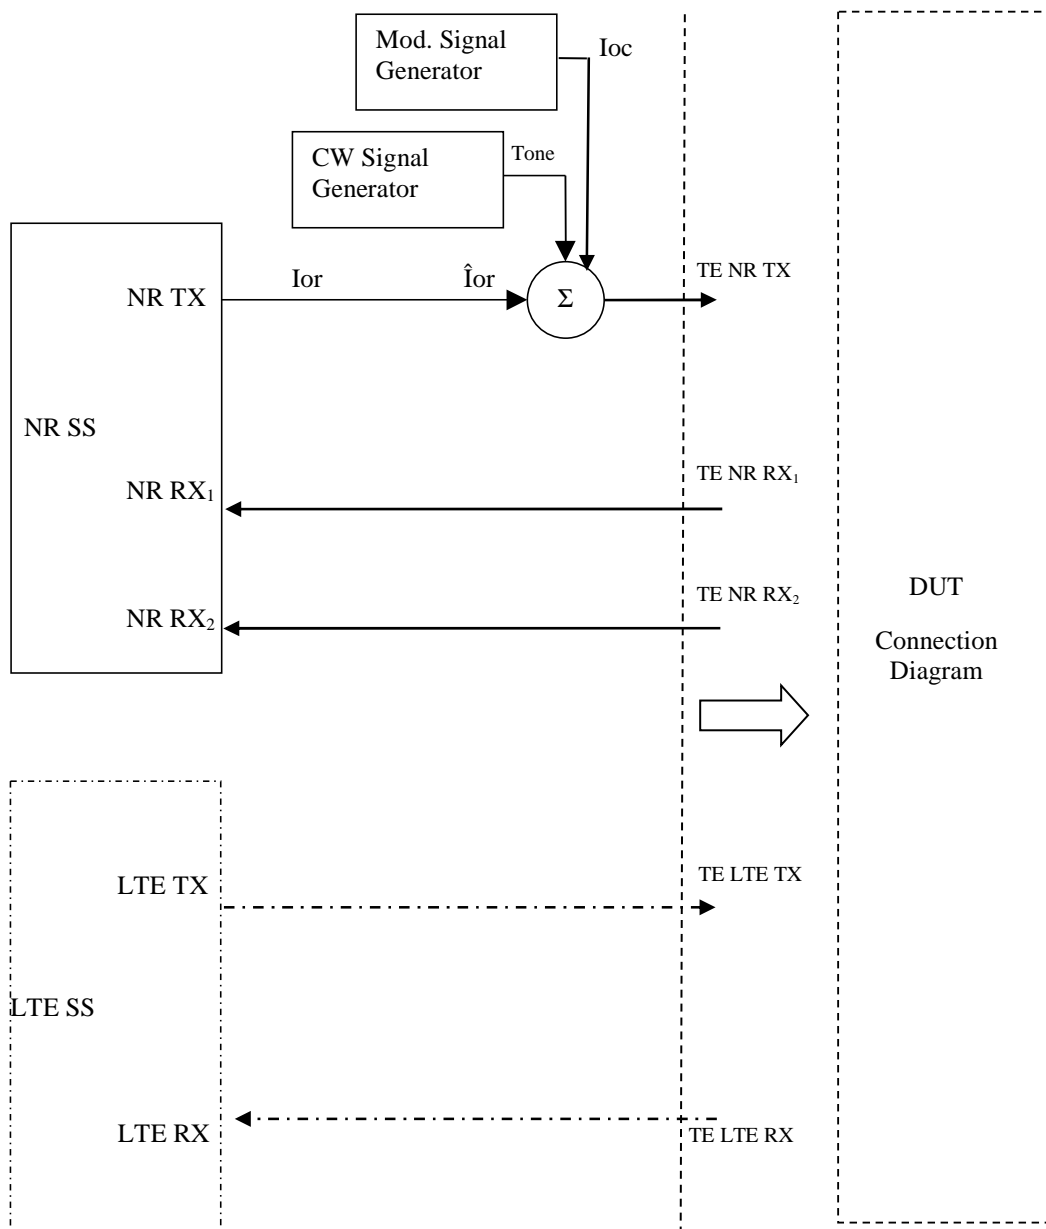 Mod. Signal
Generator
Ioc
CW Signal
Generator
Tone
NR TX
Ior
Îor
Σ
TE NR TX
NR SS
NR RX₁
TE NR RX₁
NR RX₂
TE NR RX₂
DUT
Connection
Diagram
LTE TX
TE LTE TX
LTE SS
LTE RX
TE LTE RX